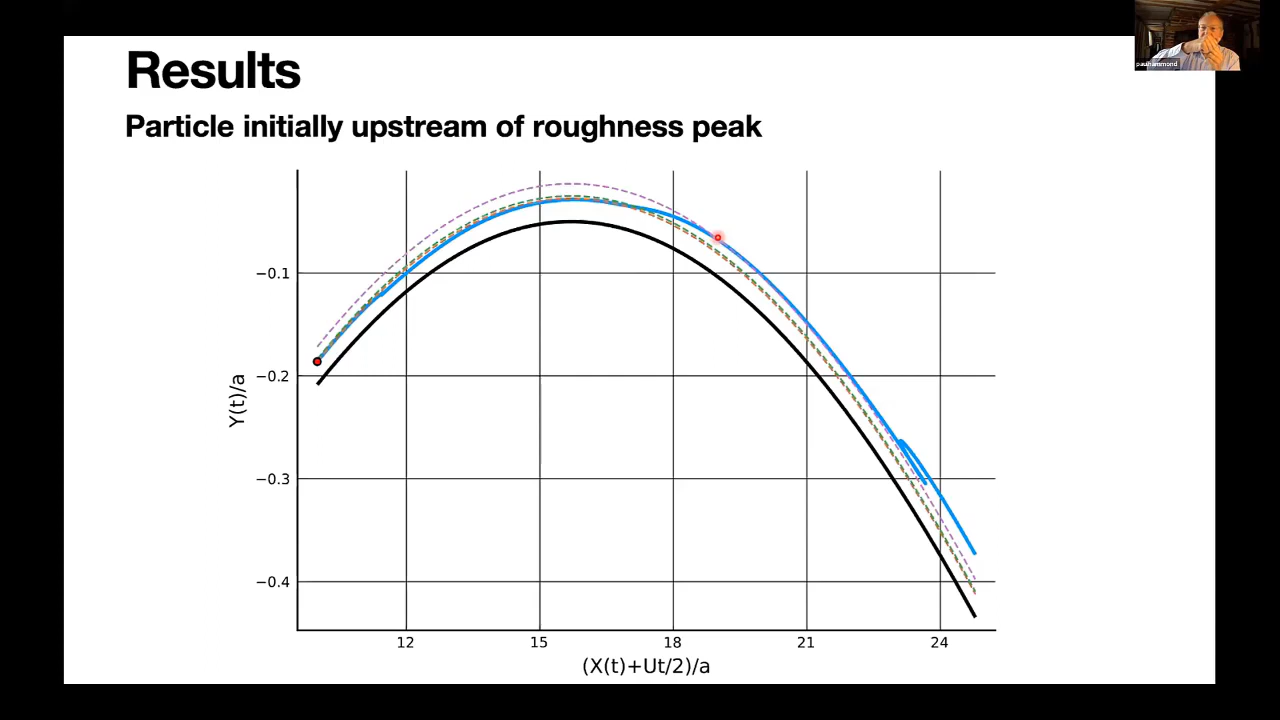 Results
paulhammond
Particle initially upstream of roughness peak
−0.1
−0.2
−0.3
−0.4
Y(t)/a
12
15
18
21
24
(X(t)+Ut/2)/a